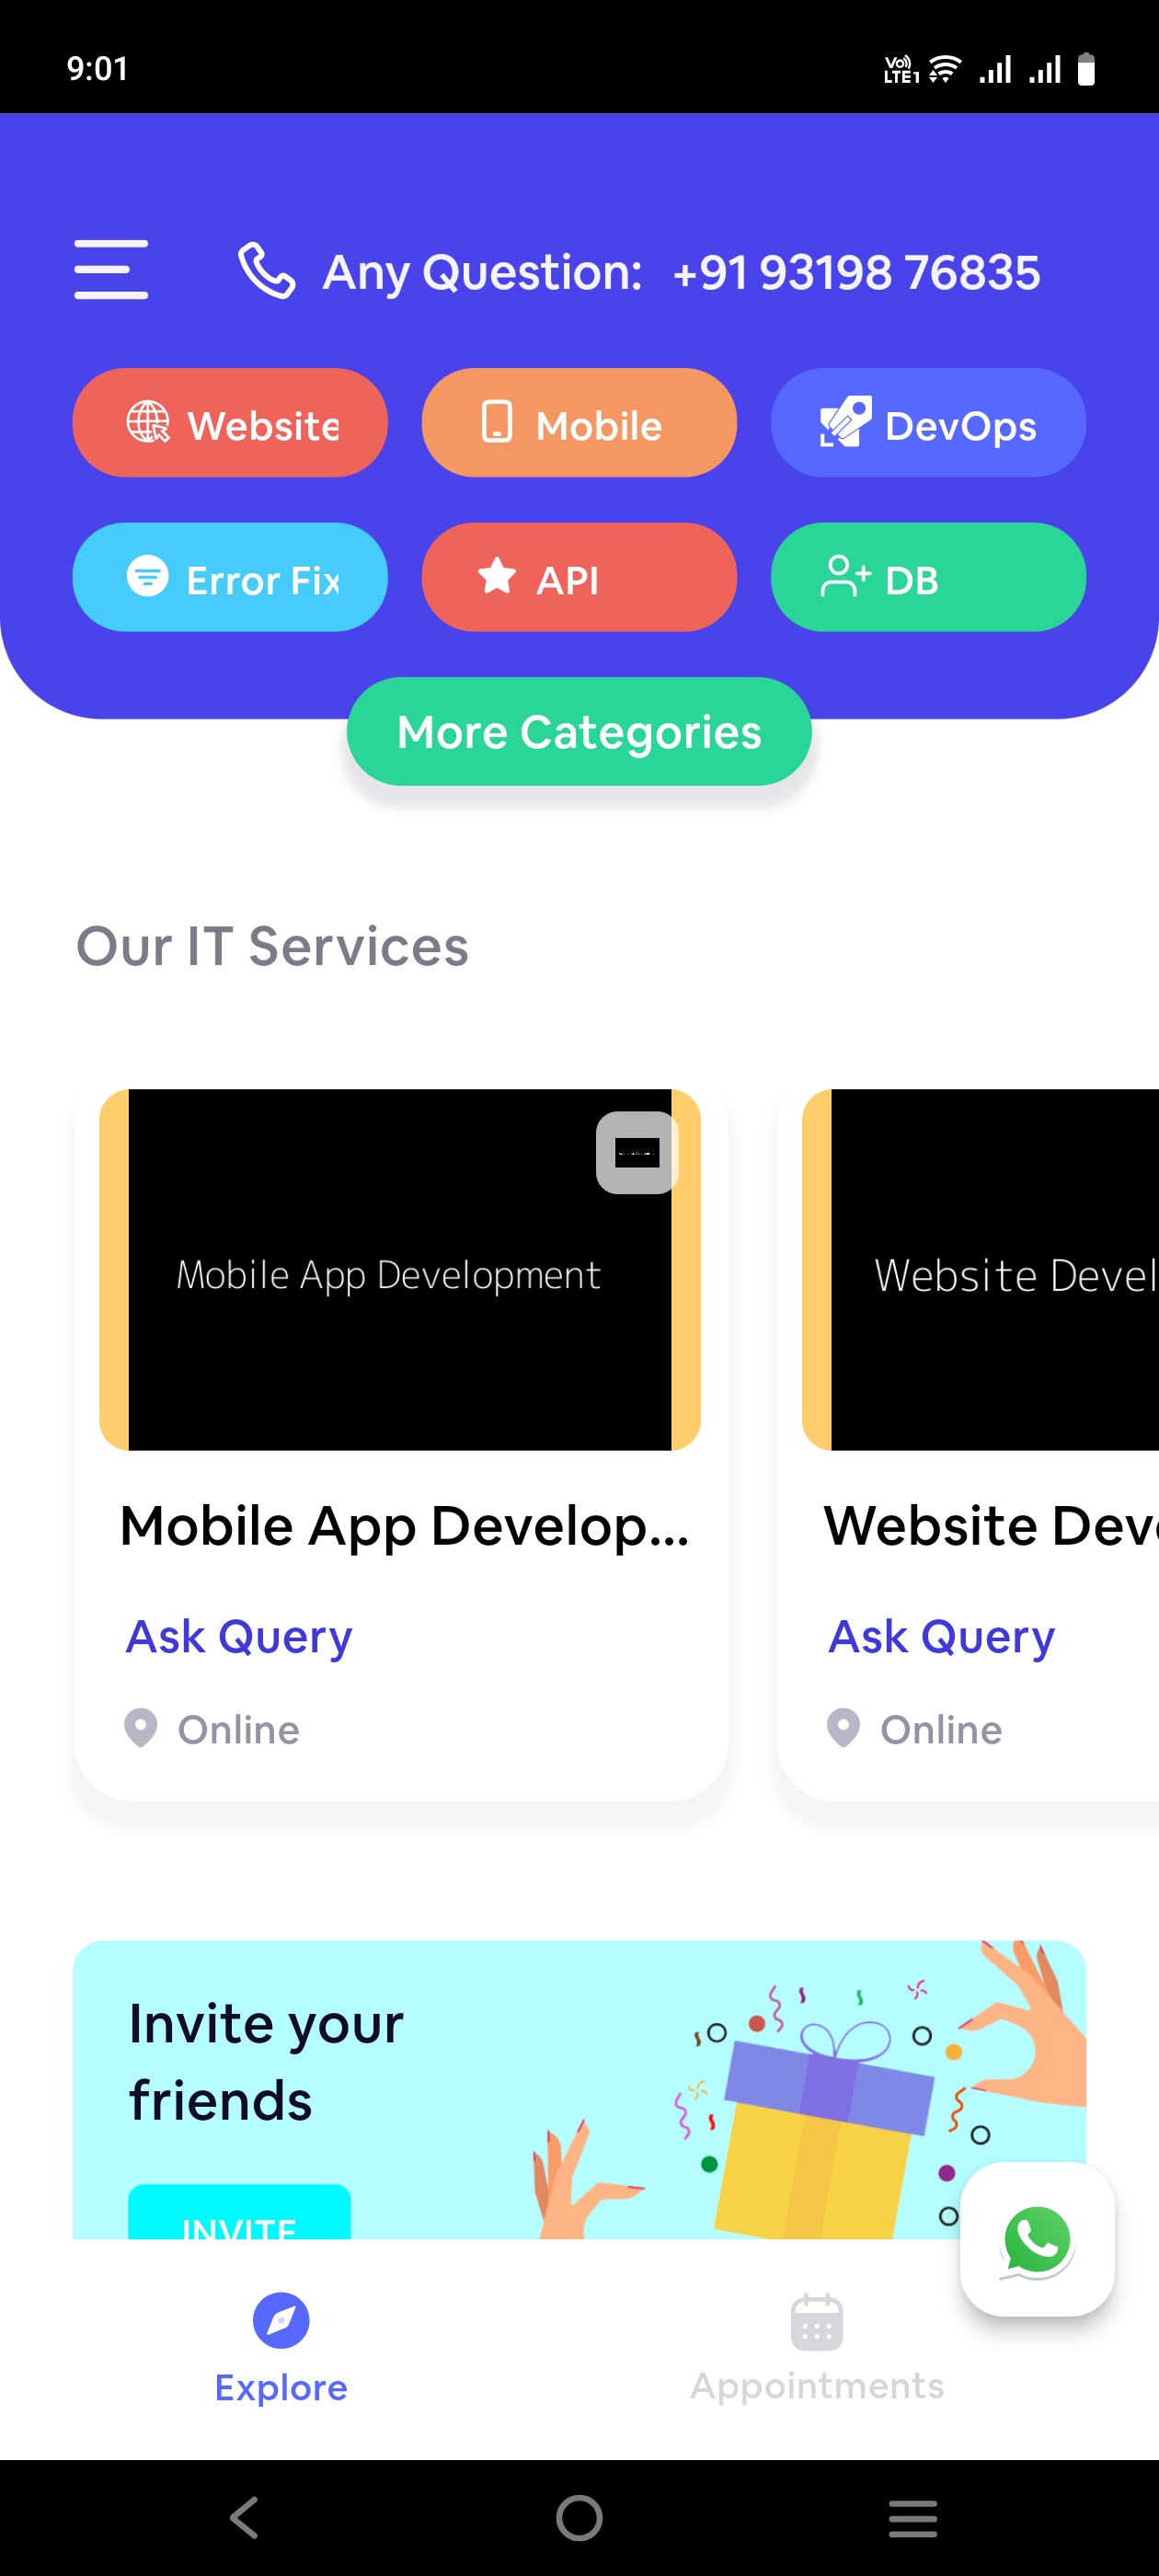 9:01
Vo) LTE1
Any Question: +91 93198 76835
Website Mobile DevOps
Error Fix API DB
More Categories
Our IT Services
Mobile App Development Website Devel
Mobile App Develop... Website Dev
Ask Query Ask Query
Online Online
Invite your
friends
INVITE
Explore Appointments